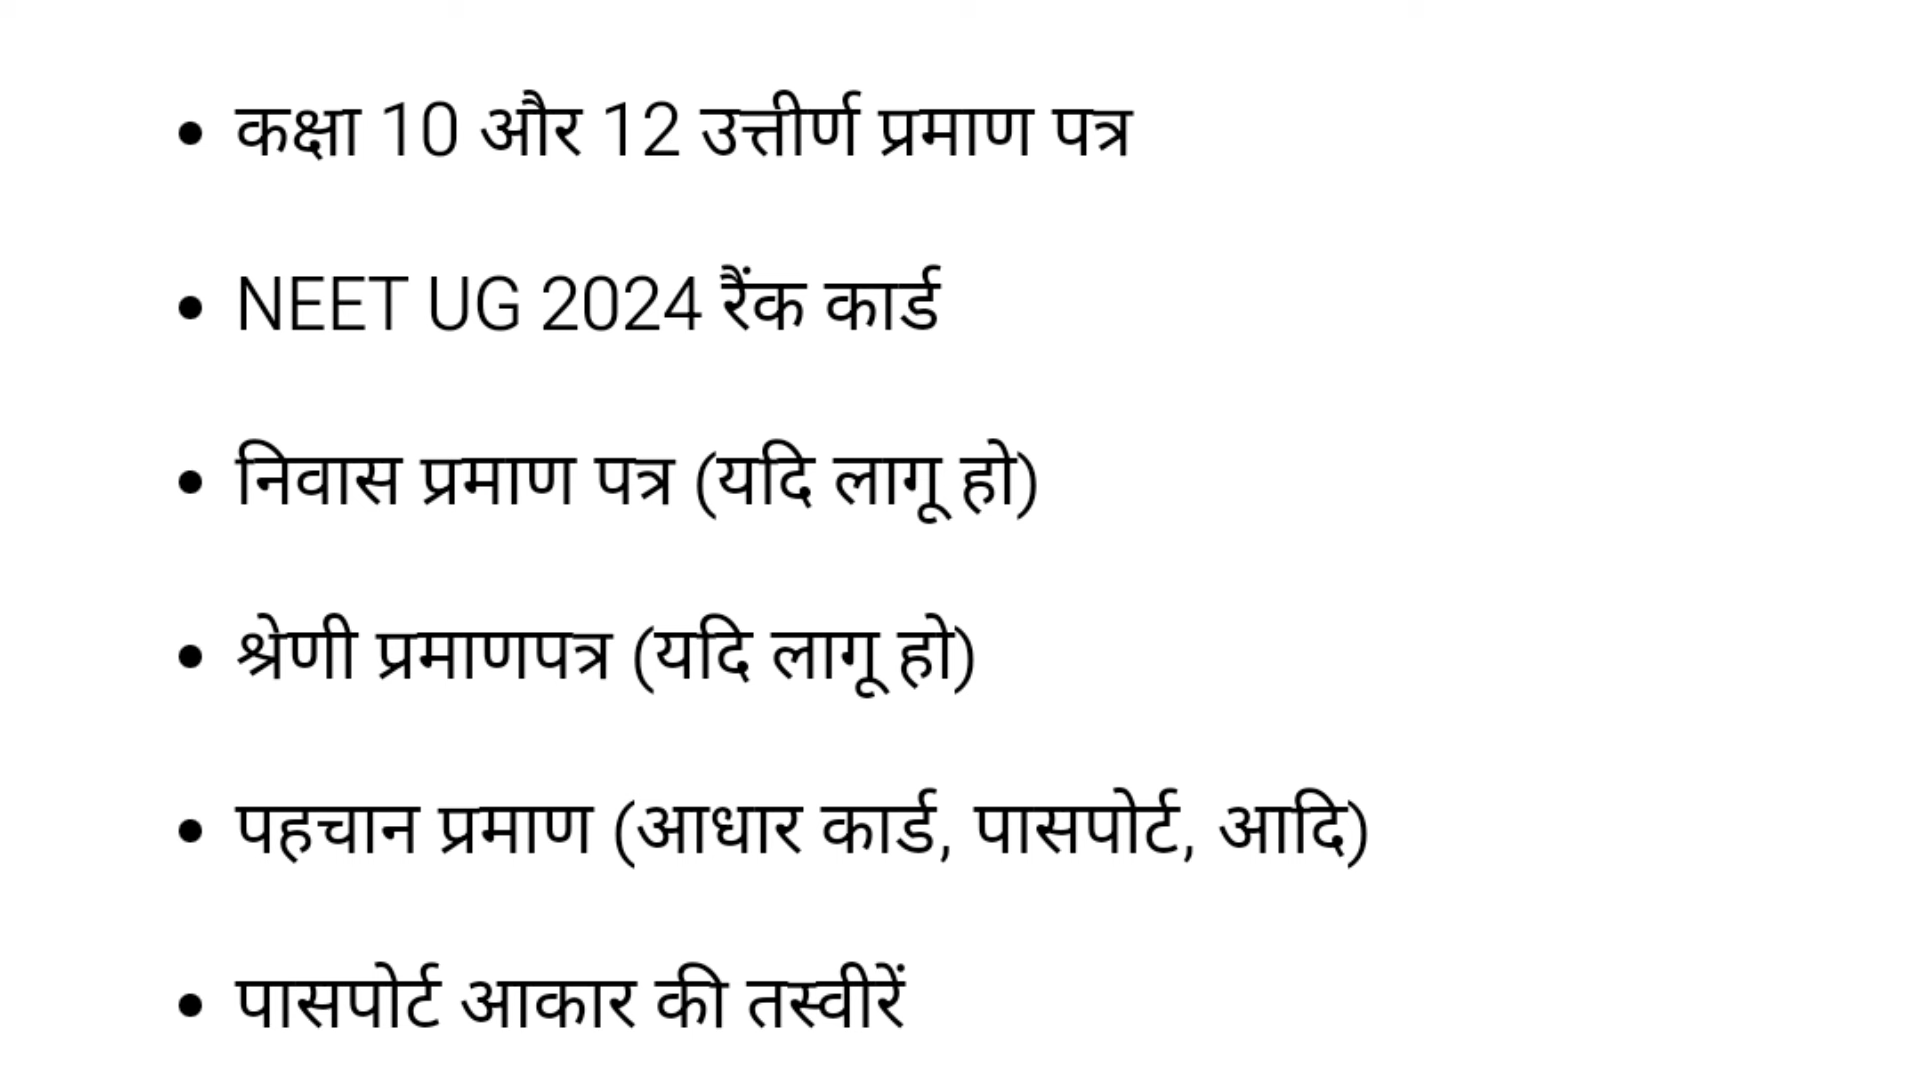 • कक्षा 10 और 12 उत्तीर्ण प्रमाण पत्र
• NEET UG 2024 रैंक कार्ड
• निवास प्रमाण पत्र (यदि लागू हो)
• श्रेणी प्रमाणपत्र (यदि लागू हो)
• पहचान प्रमाण (आधार कार्ड, पासपोर्ट, आदि)
• पासपोर्ट आकार की तस्वीरें